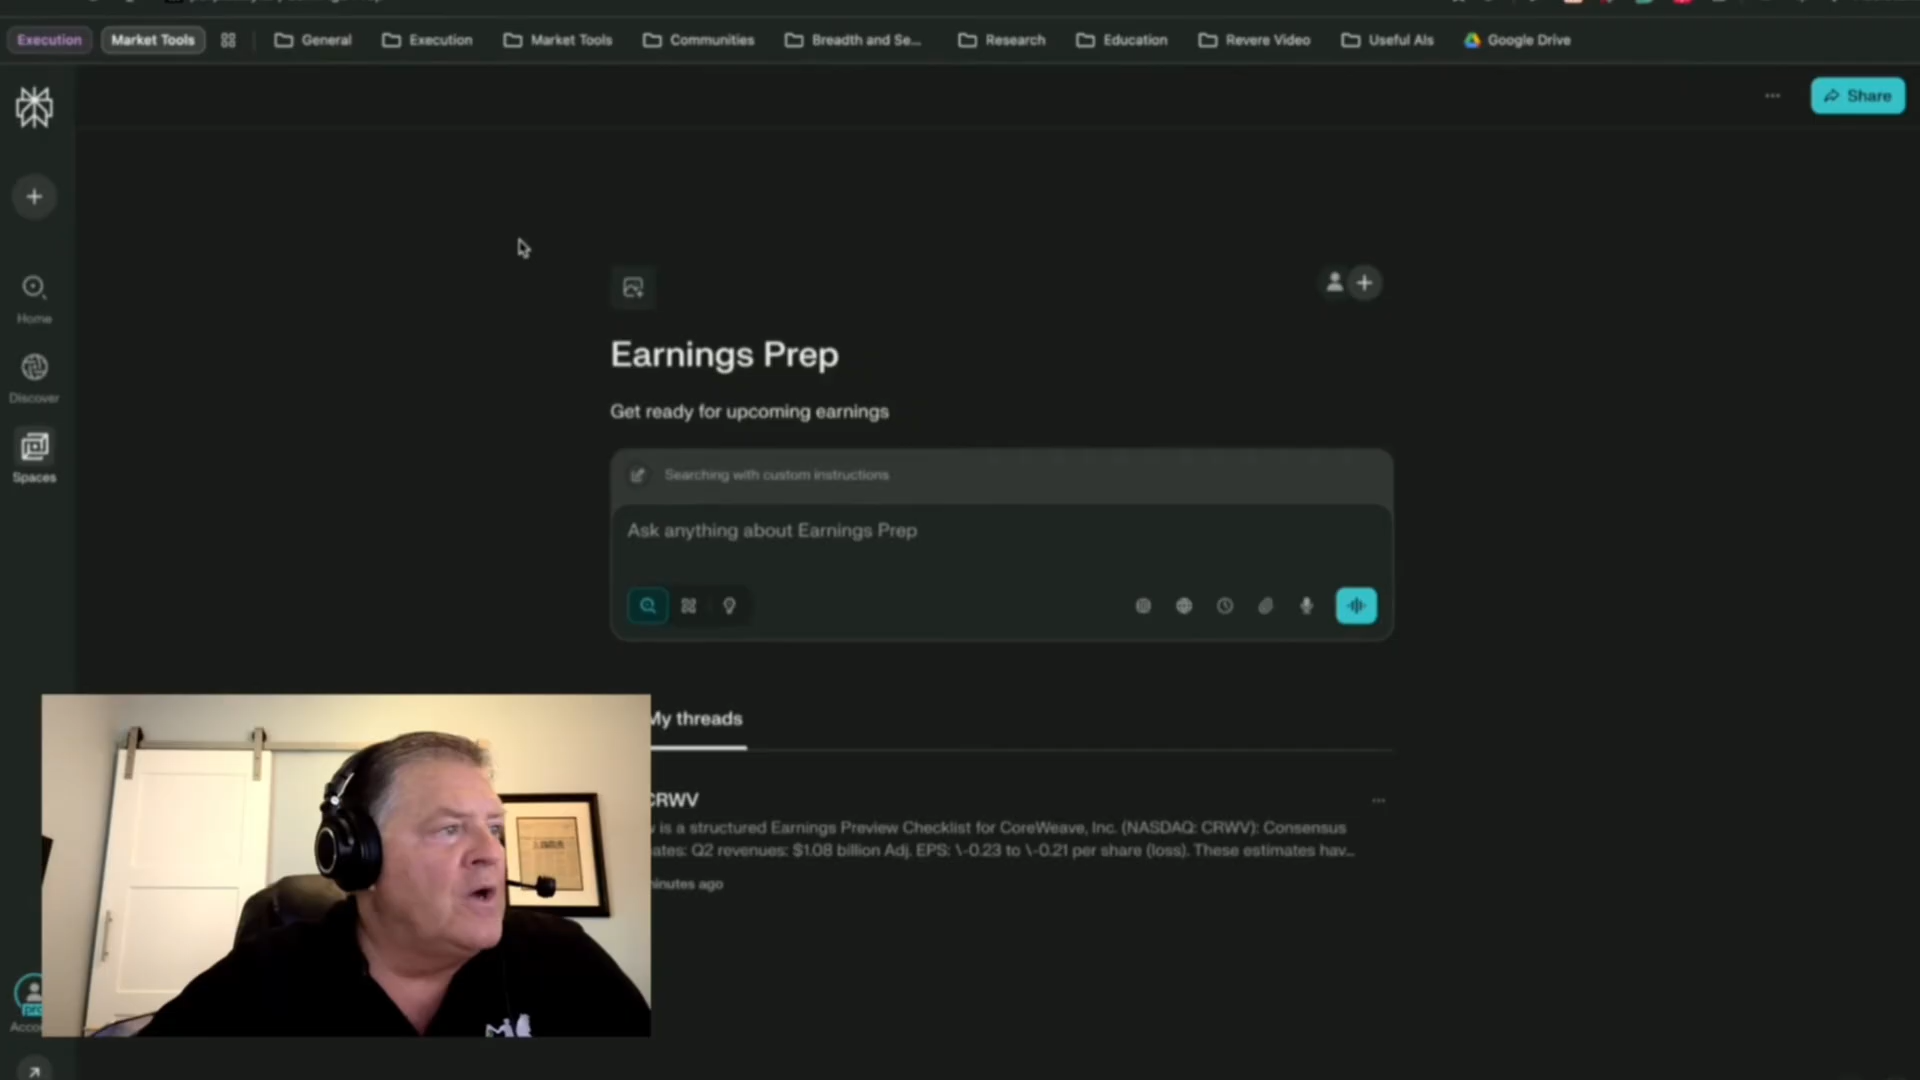 Execution Market Tools General Execution Market Tools Communities Breadth and Se... Research Education Revere Video Useful AIs Google Drive
Share
Home
Discover
Spaces
Earnings Prep
Get ready for upcoming earnings
Searching with custom instructions
Ask anything about Earnings Prep
My threads
CRWV
is a structured Earnings Preview Checklist for CoreWeave, Inc. (NASDAQ: CRWV): Consensus
ates: Q2 revenues: $1.08 billion Adj. EPS: \-0.23 to \-0.21 per share (loss). These estimates hav...
minutes ago
Acco